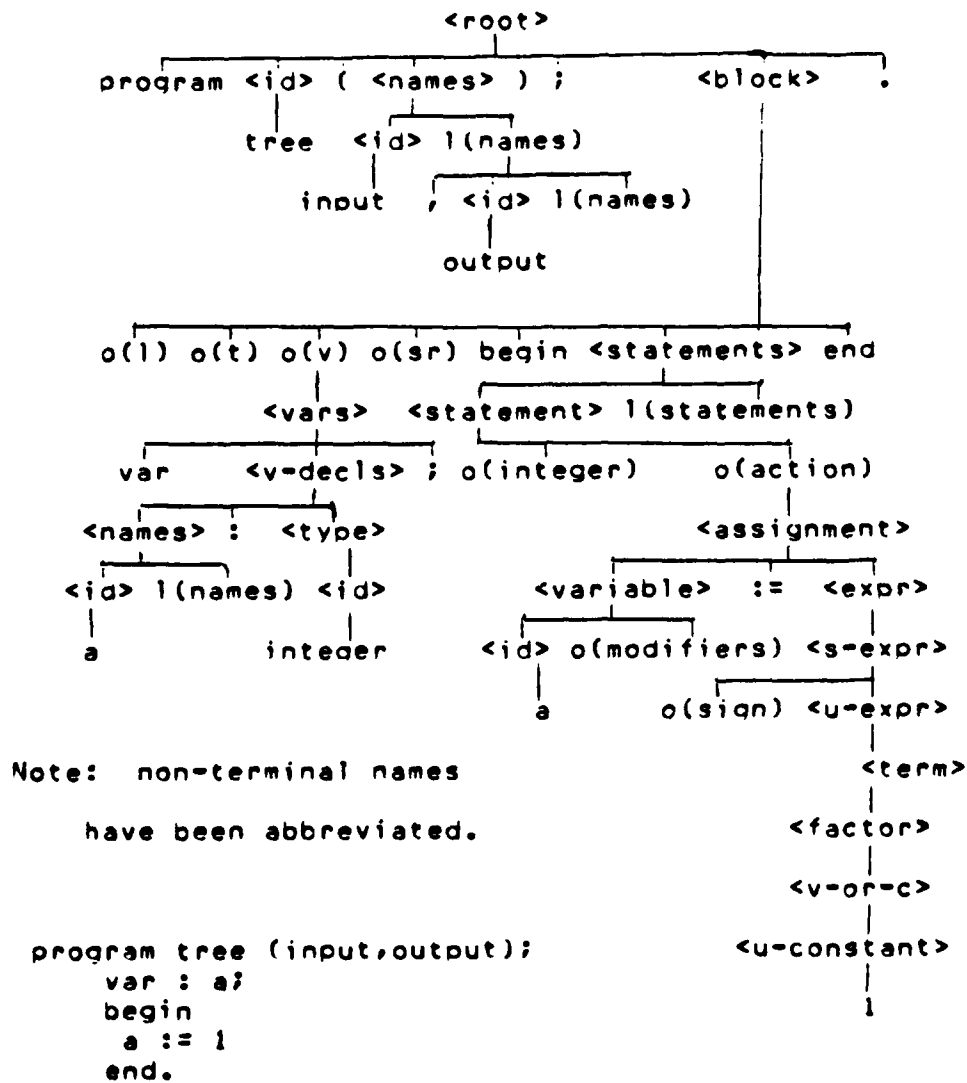 <root>
program <id> ( <names> ) ; <block> .
tree <id> l(names)
input , <id> l(names)
output
o(l) o(t) o(v) o(sr) begin <statements> end
<vars> <statement> l(statements)
var <v-decls> ; o(integer) o(action)
<names> : <type> <assignment>
<id> l(names) <id> <variable> := <expr>
a integer <id> o(modifiers) <s-expr>
a o(sign) <u-expr>
Note: non-terminal names <term>
have been abbreviated. <factor>
<v-or-c>
program tree (input,output); <u-constant>
var : a; 1
begin
a := 1
end.